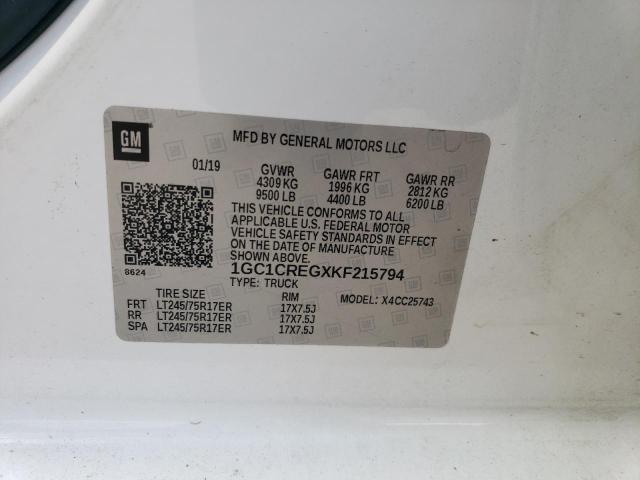 GM
MFD BY GENERAL MOTORS LLC
01/19 GVWR GAWR FRT GAWR RR
4309 KG 1996 KG 2812 KG
9500 LB 4400 LB 6200 LB
THIS VEHICLE CONFORMS TO ALL
APPLICABLE U.S. FEDERAL MOTOR
VEHICLE SAFETY STANDARDS IN EFFECT
ON THE DATE OF MANUFACTURE
SHOWN ABOVE.
8624
1GC1CREGXKF215794
TYPE: TRUCK
TIRE SIZE RIM MODEL: X4CC25743
FRT LT245/75R17ER 17X7.5J
RR LT245/75R17ER 17X7.5J
SPA LT245/75R17ER 17X7.5J